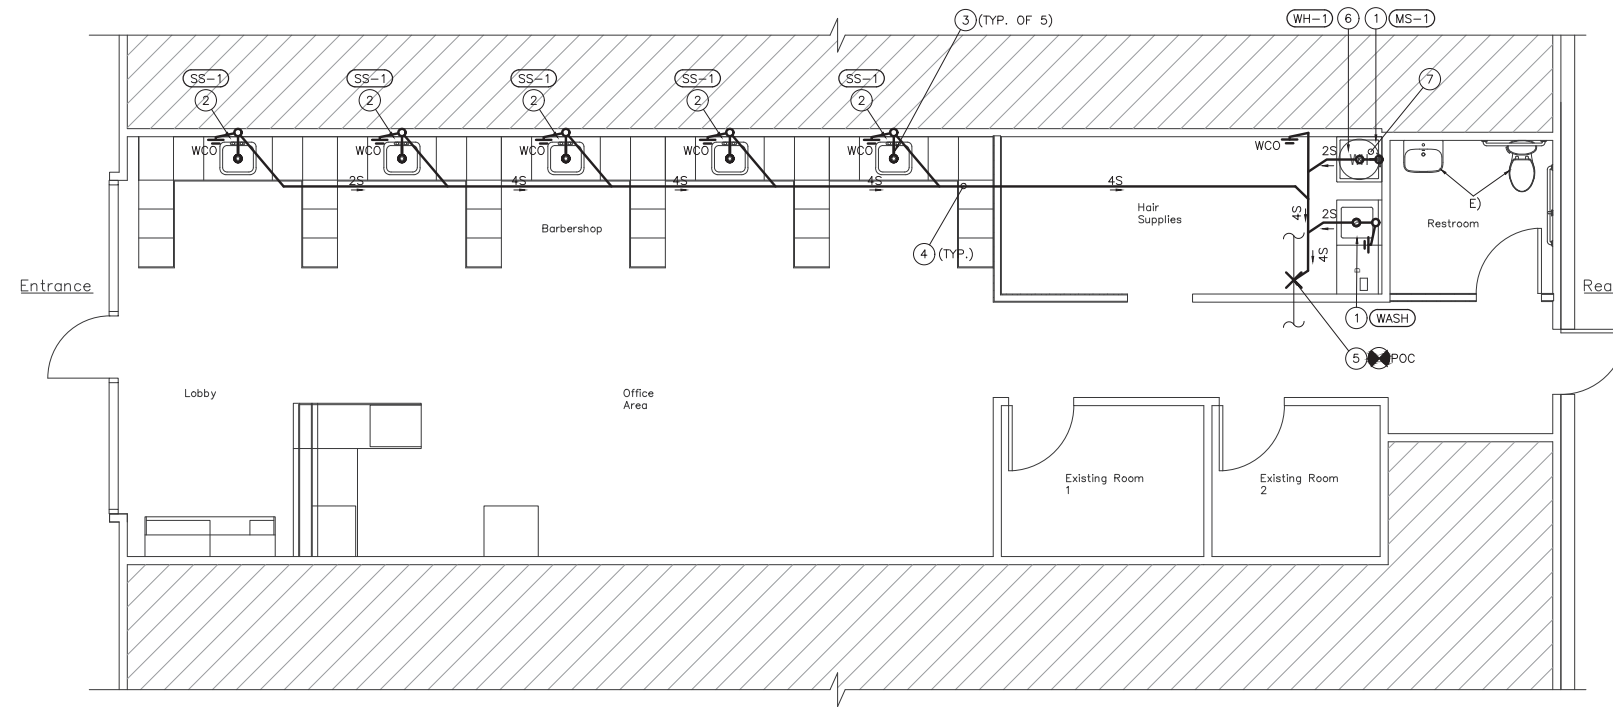 3 (TYP. OF 5)
WH-1 6 1 MS-1
SS-1 SS-1 SS-1 SS-1 SS-1
7
2 2 2 2 2
WCO WCO WCO WCO WCO WCO
2S
2S 4S 4S 4S 4S
4S
2S
E)
Hair
Supplies
Restroom
Barbershop
4 (TYP.)
4S
Entrance
Rea
1 WASH
5 POC
Lobby
Office
Area
Existing Room
1
Existing Room
2